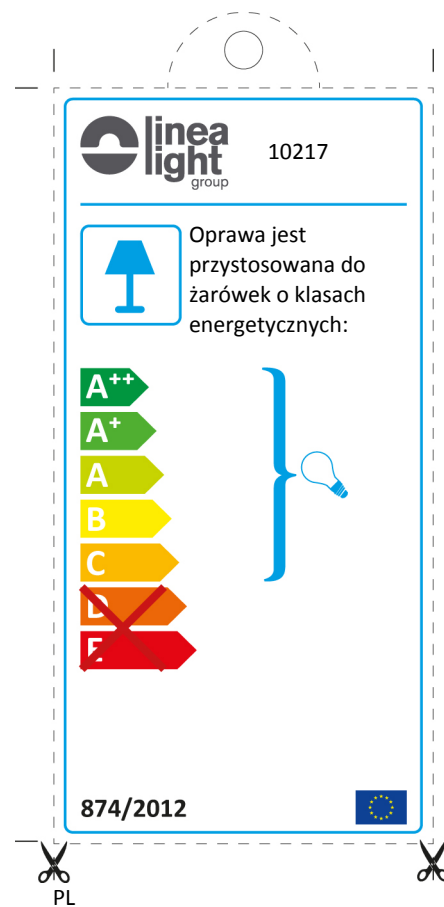 linea
light
group
10217
Oprawa jest
przystosowana do
żarówek o klasach
energetycznych:
A++
A+
A
B
C
D
E
874/2012
PL